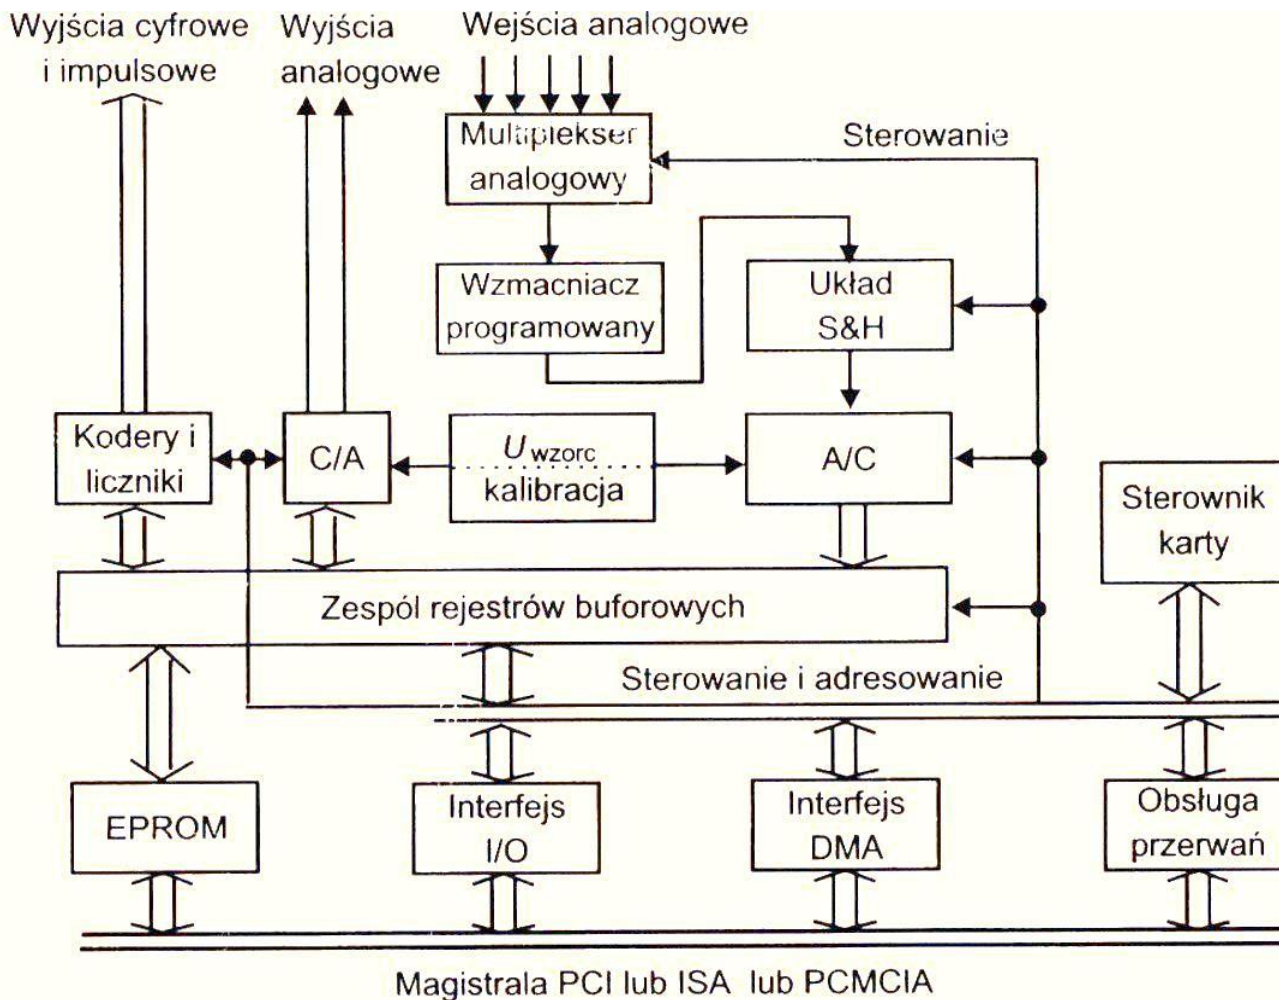 Wyjścia cyfrowe
i impulsowe
Wyjścia
analogowe
Wejścia analogowe
Multiplekser
analogowy
Sterowanie
Wzmacniacz
programowany
Układ
S&H
Kodery i
liczniki
C/A
U wzorc
kalibracja
A/C
Sterownik
karty
Zespól rejestrów buforowych
Sterowanie i adresowanie
EPROM
Interfejs
I/O
Interfejs
DMA
Obsługa
przerwań
Magistrala PCI lub ISA lub PCMCIA